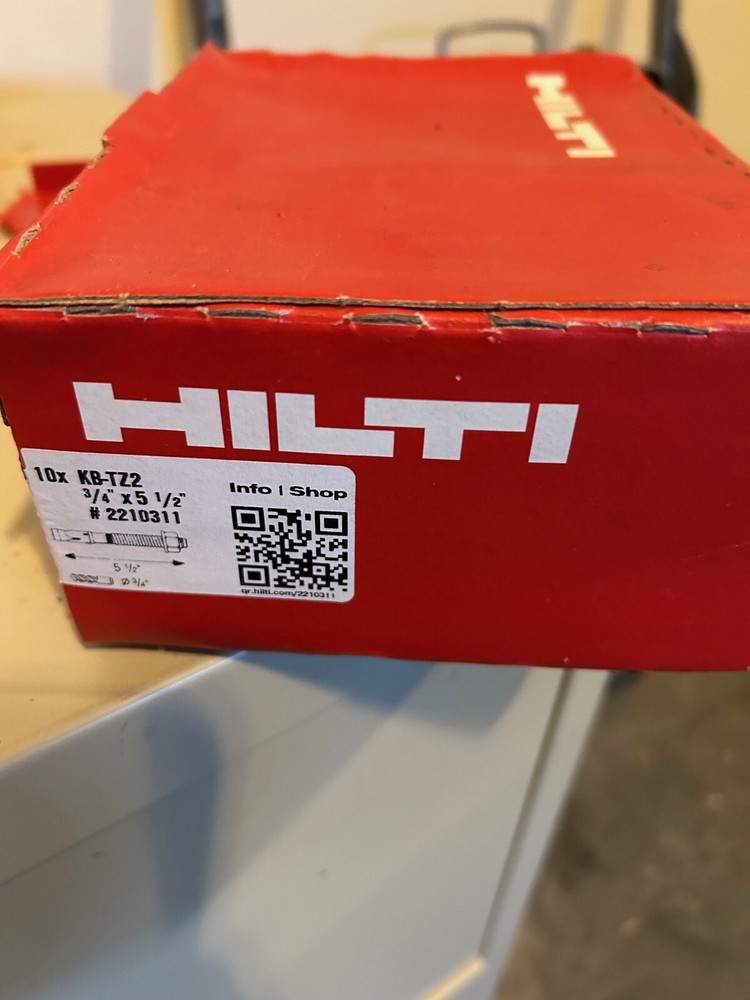 HILTI
HILTI
10x KB-TZ2
3/4" x 5 1/2"
# 2210311
5 1/2"
Ø 3/4"
Info | Shop
qr.hilti.com/2210311